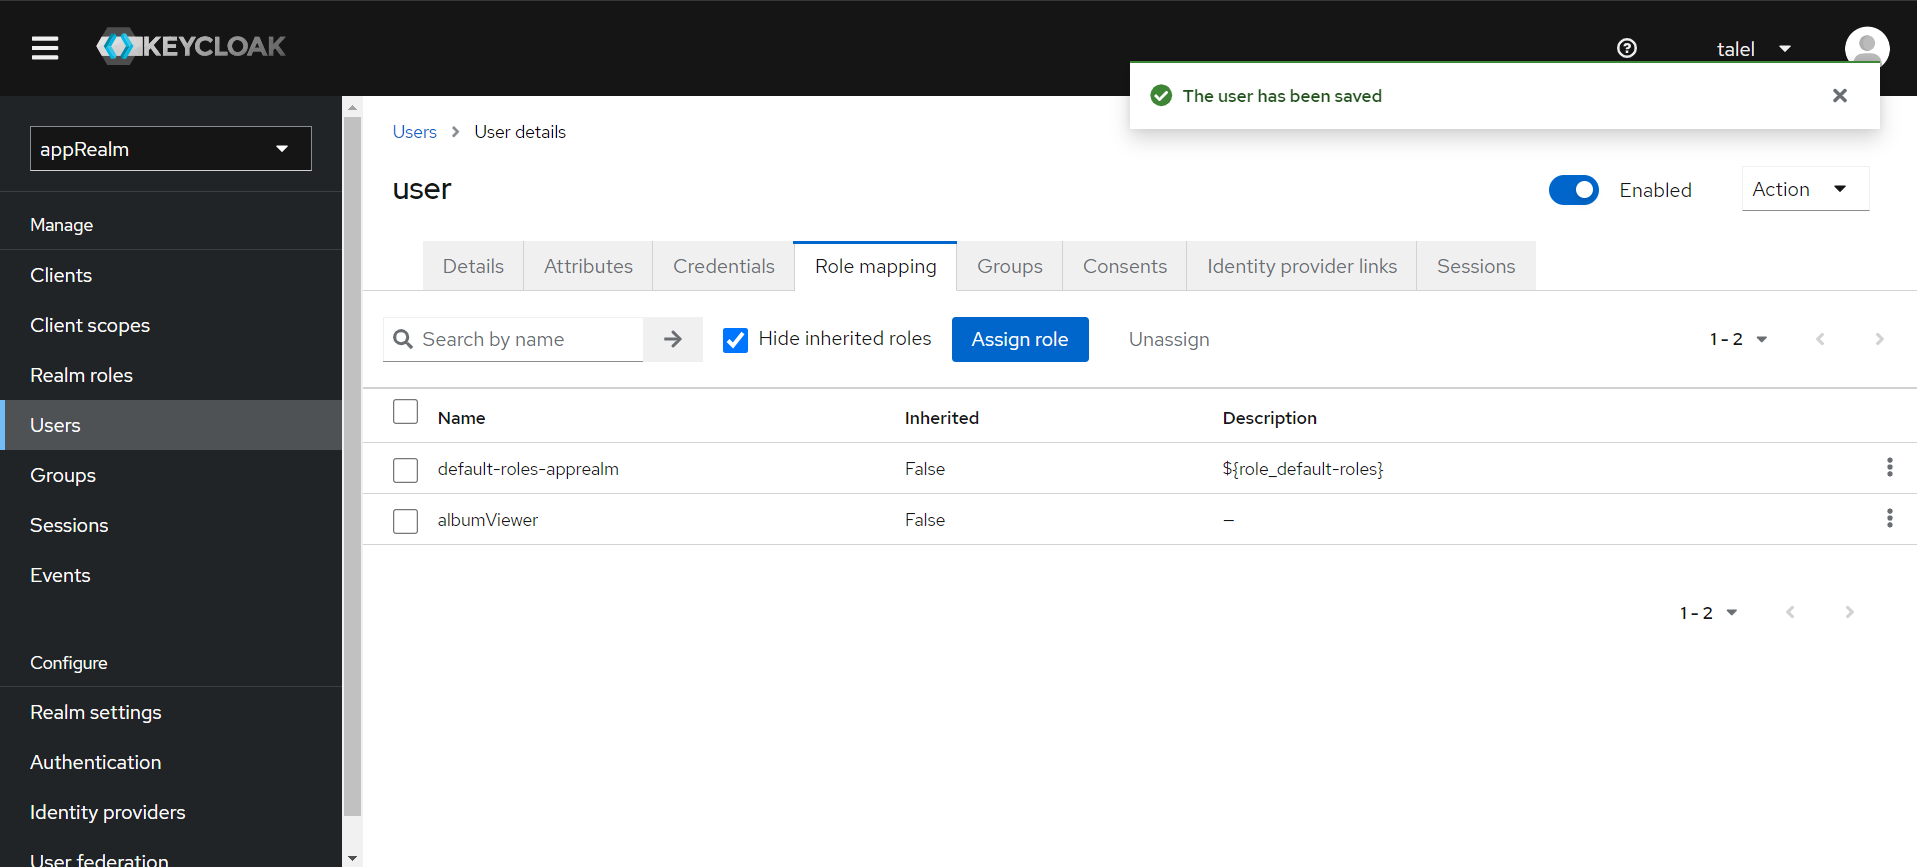 KEYCLOAK
talel
The user has been saved
appRealm
Manage
Clients
Client scopes
Realm roles
Users
Groups
Sessions
Events
Configure
Realm settings
Authentication
Identity providers
User federation
Users > User details
user
Enabled
Action
Details Attributes Credentials Role mapping Groups Consents Identity provider links Sessions
Search by name
Hide inherited roles
Assign role
Unassign
1 - 2
Name Inherited Description
default-roles-apprealm False ${role_default-roles}
albumViewer False —
1 - 2